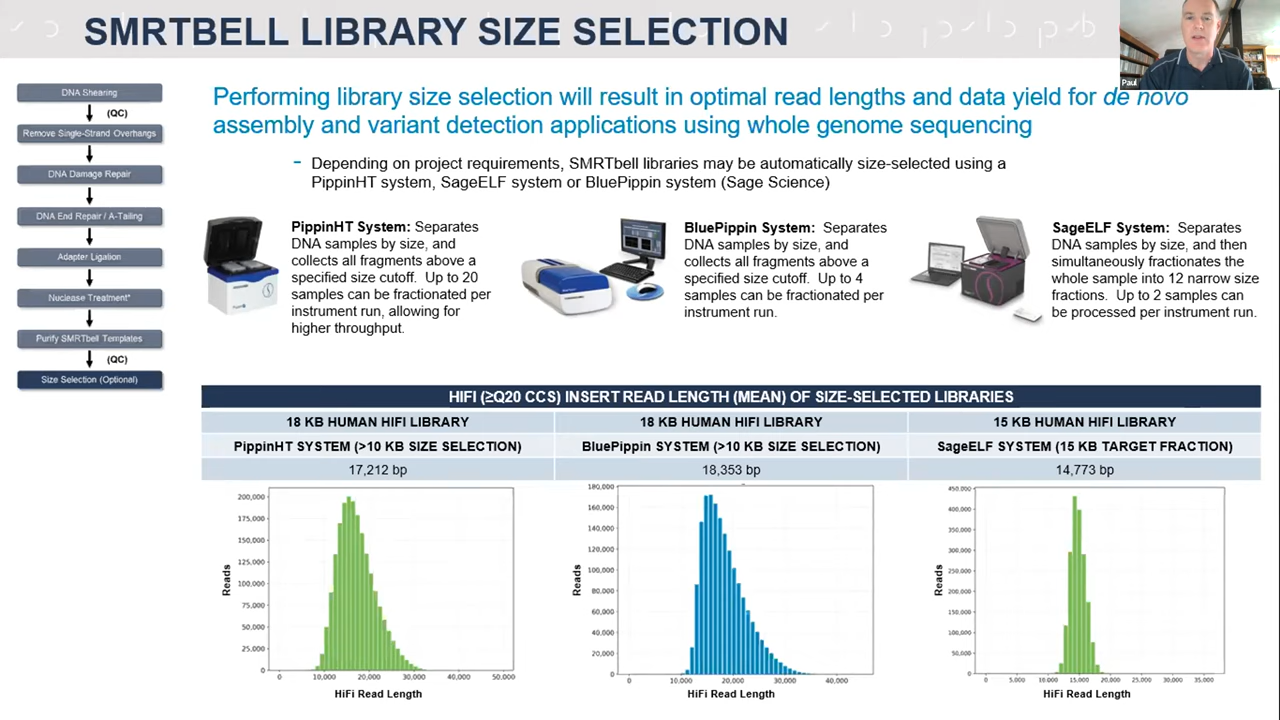 SMRTBELL LIBRARY SIZE SELECTION
Paul
DNA Shearing
(QC)
Remove Single-Strand Overhangs
DNA Damage Repair
DNA End Repair / A-Tailing
Adapter Ligation
Nuclease Treatment*
Purify SMRTbell Templates
(QC)
Size Selection (Optional)
Performing library size selection will result in optimal read lengths and data yield for de novo
assembly and variant detection applications using whole genome sequencing
- Depending on project requirements, SMRTbell libraries may be automatically size-selected using a
PippinHT system, SageELF system or BluePippin system (Sage Science)
PippinHT System: Separates
DNA samples by size, and
collects all fragments above a
specified size cutoff. Up to 20
samples can be fractionated per
instrument run, allowing for
higher throughput.
BluePippin System: Separates
DNA samples by size, and
collects all fragments above a
specified size cutoff. Up to 4
samples can be fractionated per
instrument run.
SageELF System: Separates
DNA samples by size, and then
simultaneously fractionates the
whole sample into 12 narrow size
fractions. Up to 2 samples can
be processed per instrument run.
HIFI (≥Q20 CCS) INSERT READ LENGTH (MEAN) OF SIZE-SELECTED LIBRARIES
18 KB HUMAN HIFI LIBRARY
18 KB HUMAN HIFI LIBRARY
15 KB HUMAN HIFI LIBRARY
PippinHT SYSTEM (>10 KB SIZE SELECTION)
BluePippin SYSTEM (>10 KB SIZE SELECTION)
SageELF SYSTEM (15 KB TARGET FRACTION)
17,212 bp
18,353 bp
14,773 bp
200,000
175,000
150,000
125,000
100,000
75,000
50,000
25,000
0
Reads
0 10,000 20,000 30,000 40,000 50,000
HiFi Read Length
180,000
160,000
140,000
120,000
100,000
80,000
60,000
40,000
20,000
0
Reads
0 10,000 20,000 30,000 40,000
HiFi Read Length
450,000
400,000
350,000
300,000
250,000
200,000
150,000
100,000
50,000
0
Reads
0 5,000 10,000 15,000 20,000 25,000 30,000 35,000
HiFi Read Length